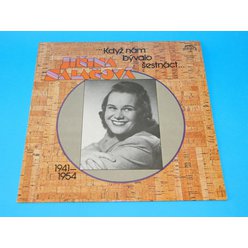 Když nám
bývalo
šestnáct...
JIŘINA
SALAČOVÁ
1941—
1954